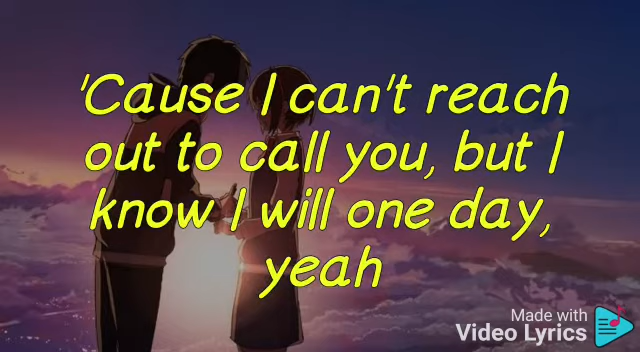 'Cause I can't reach
out to call you, but I
know I will one day,
yeah
Made with
Video Lyrics